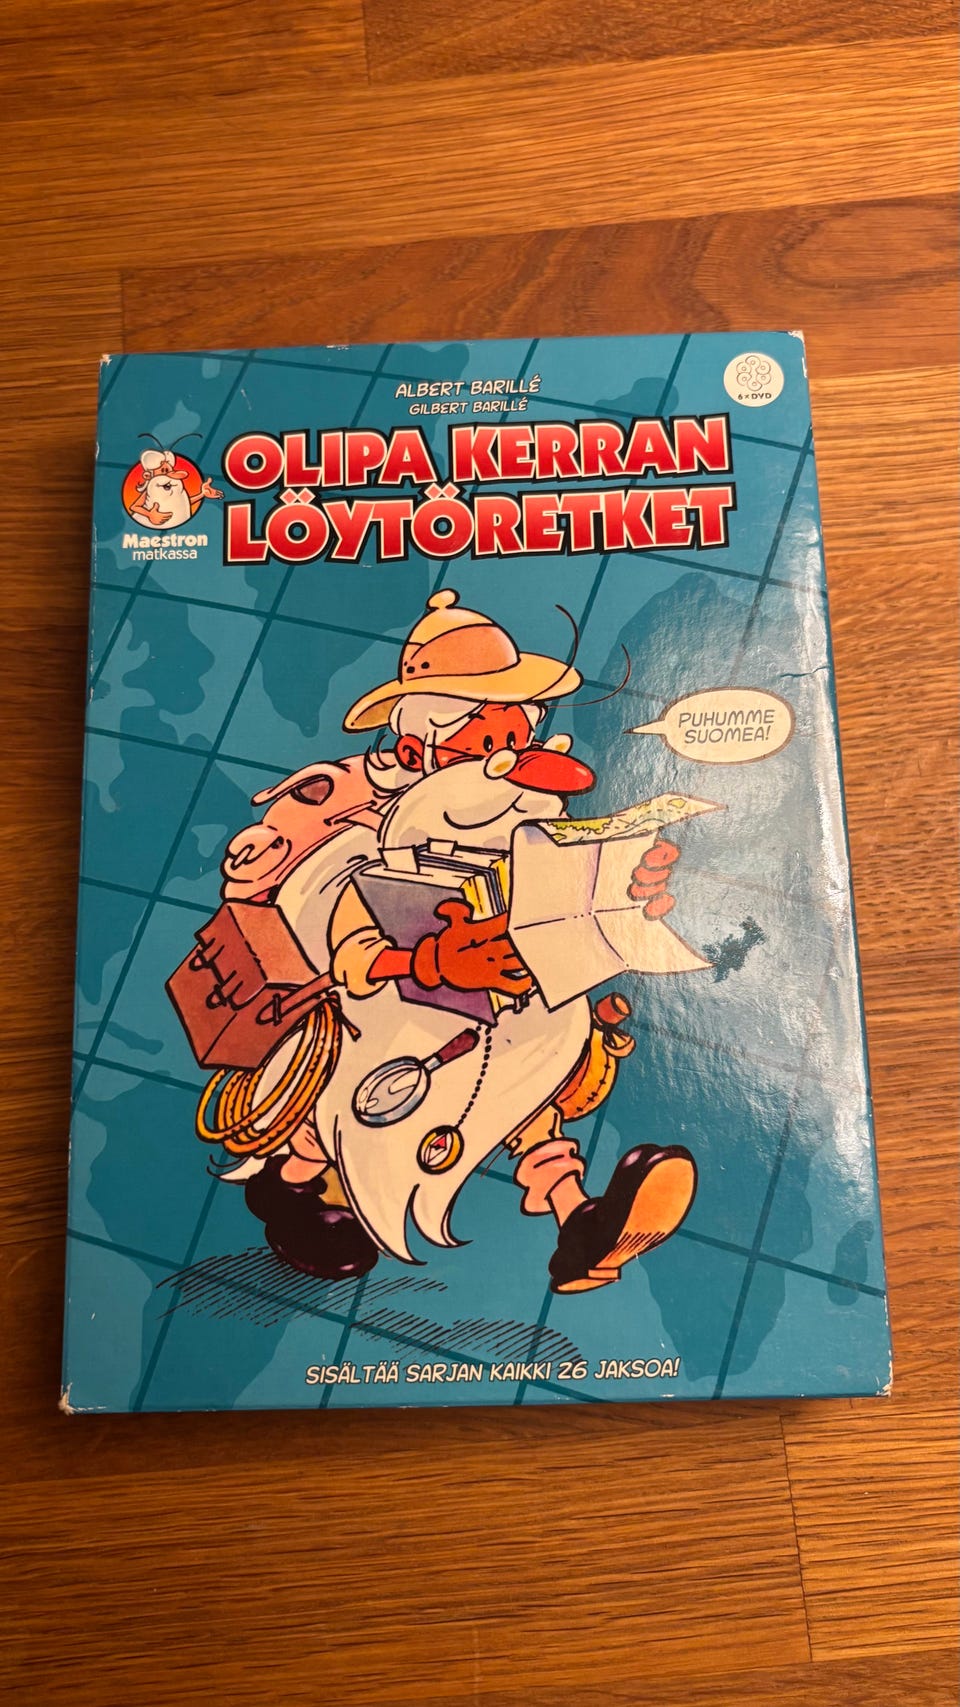 ALBERT BARILLÉ
GILBERT BARILLÉ
6×DVD
OLIPA KERRAN
LÖYTÖRETKET
Maestron
matkassa
PUHUMME
SUOMEA!
SISÄLTÄÄ SARJAN KAIKKI 26 JAKSOA!